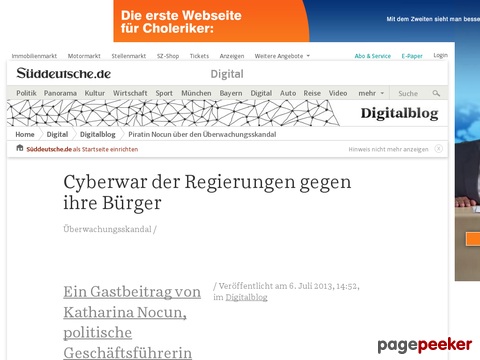 Die erste Webseite
für Choleriker:
Mit dem Zweiten sieht man besse
Immobilienmarkt Motormarkt Stellenmarkt SZ-Shop Tickets Anzeigen Weitere Angebote Abo & Service E-Paper Login
Süddeutsche.de Digital
Politik Panorama Kultur Wirtschaft Sport München Bayern Digital Auto Reise Video mehr Suche
Digitalblog
Home Digital Digitalblog Piratin Nocun über den Überwachungsskandal
Süddeutsche.de als Startseite einrichten Hinweis nicht mehr anzeigen
Cyberwar der Regierungen gegen
ihre Bürger
Überwachungsskandal /
Ein Gastbeitrag von
Katharina Nocun,
politische
Geschäftsführerin
/ Veröffentlicht am 6. Juli 2013, 14:52,
im Digitalblog
pagepeeker